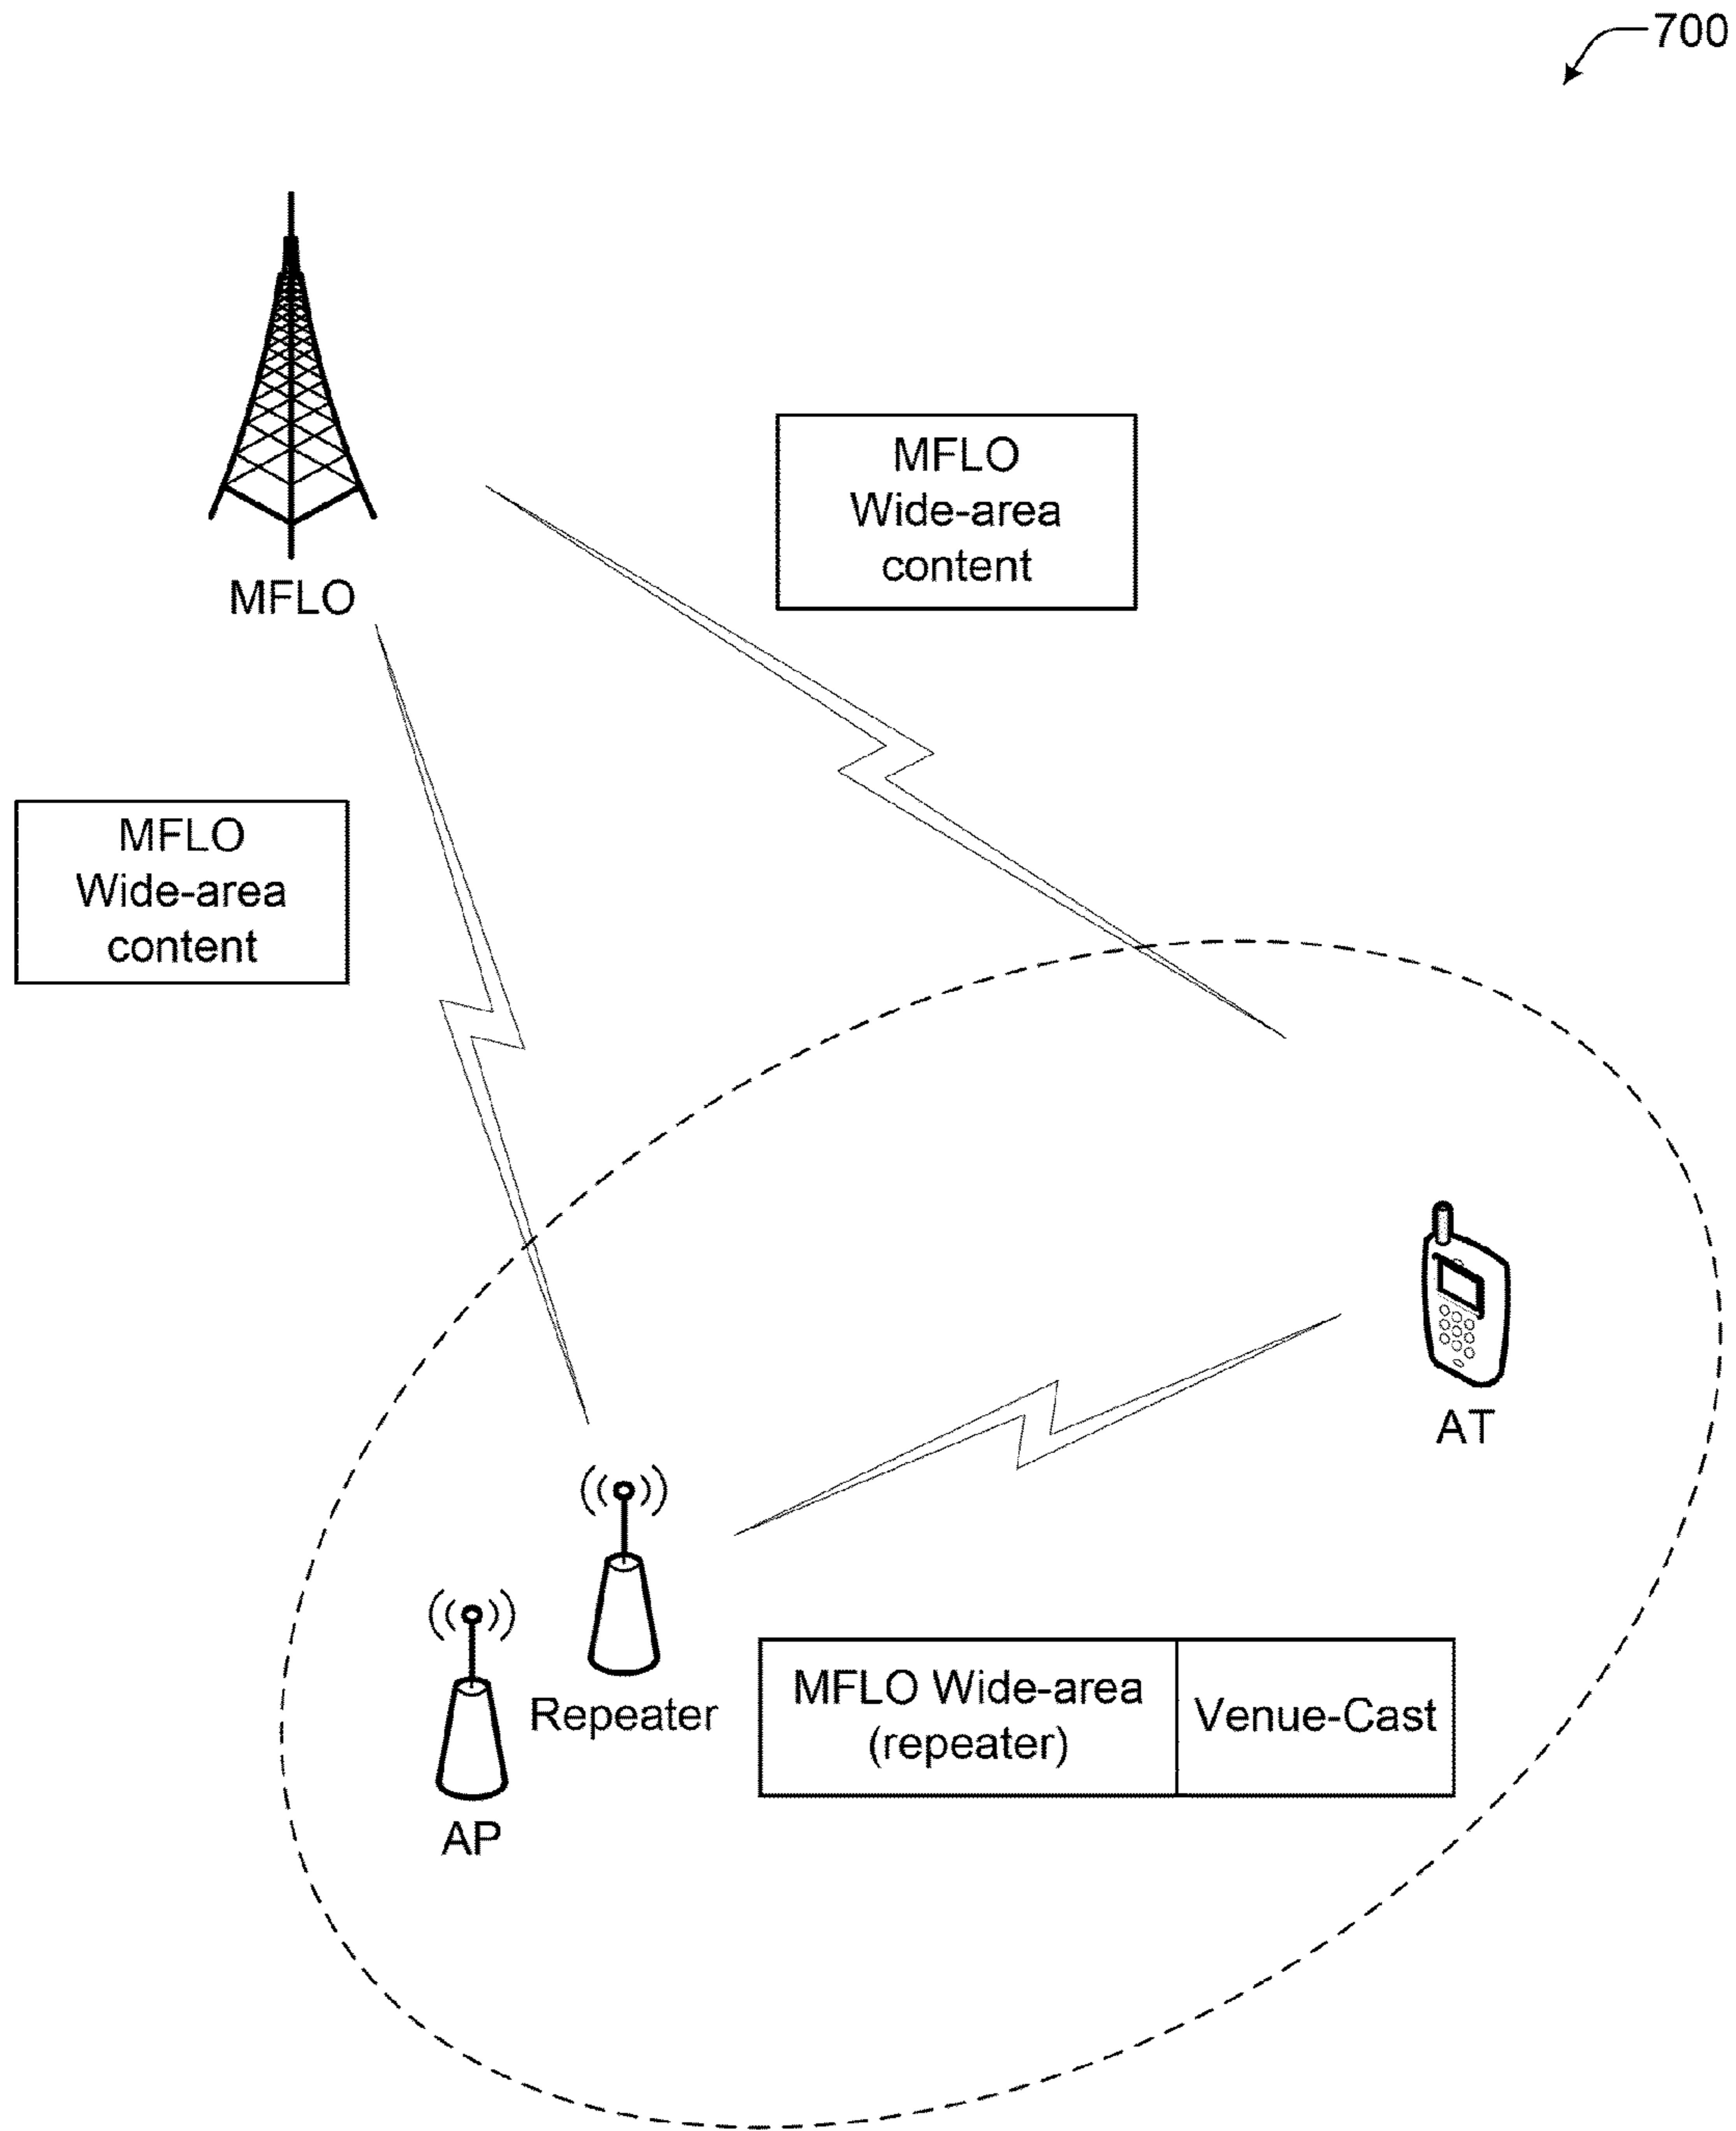 700
MFLO
Wide-area
content
MFLO
MFLO
Wide-area
content
AT
Repeater
MFLO Wide-area
(repeater)
Venue-Cast
AP